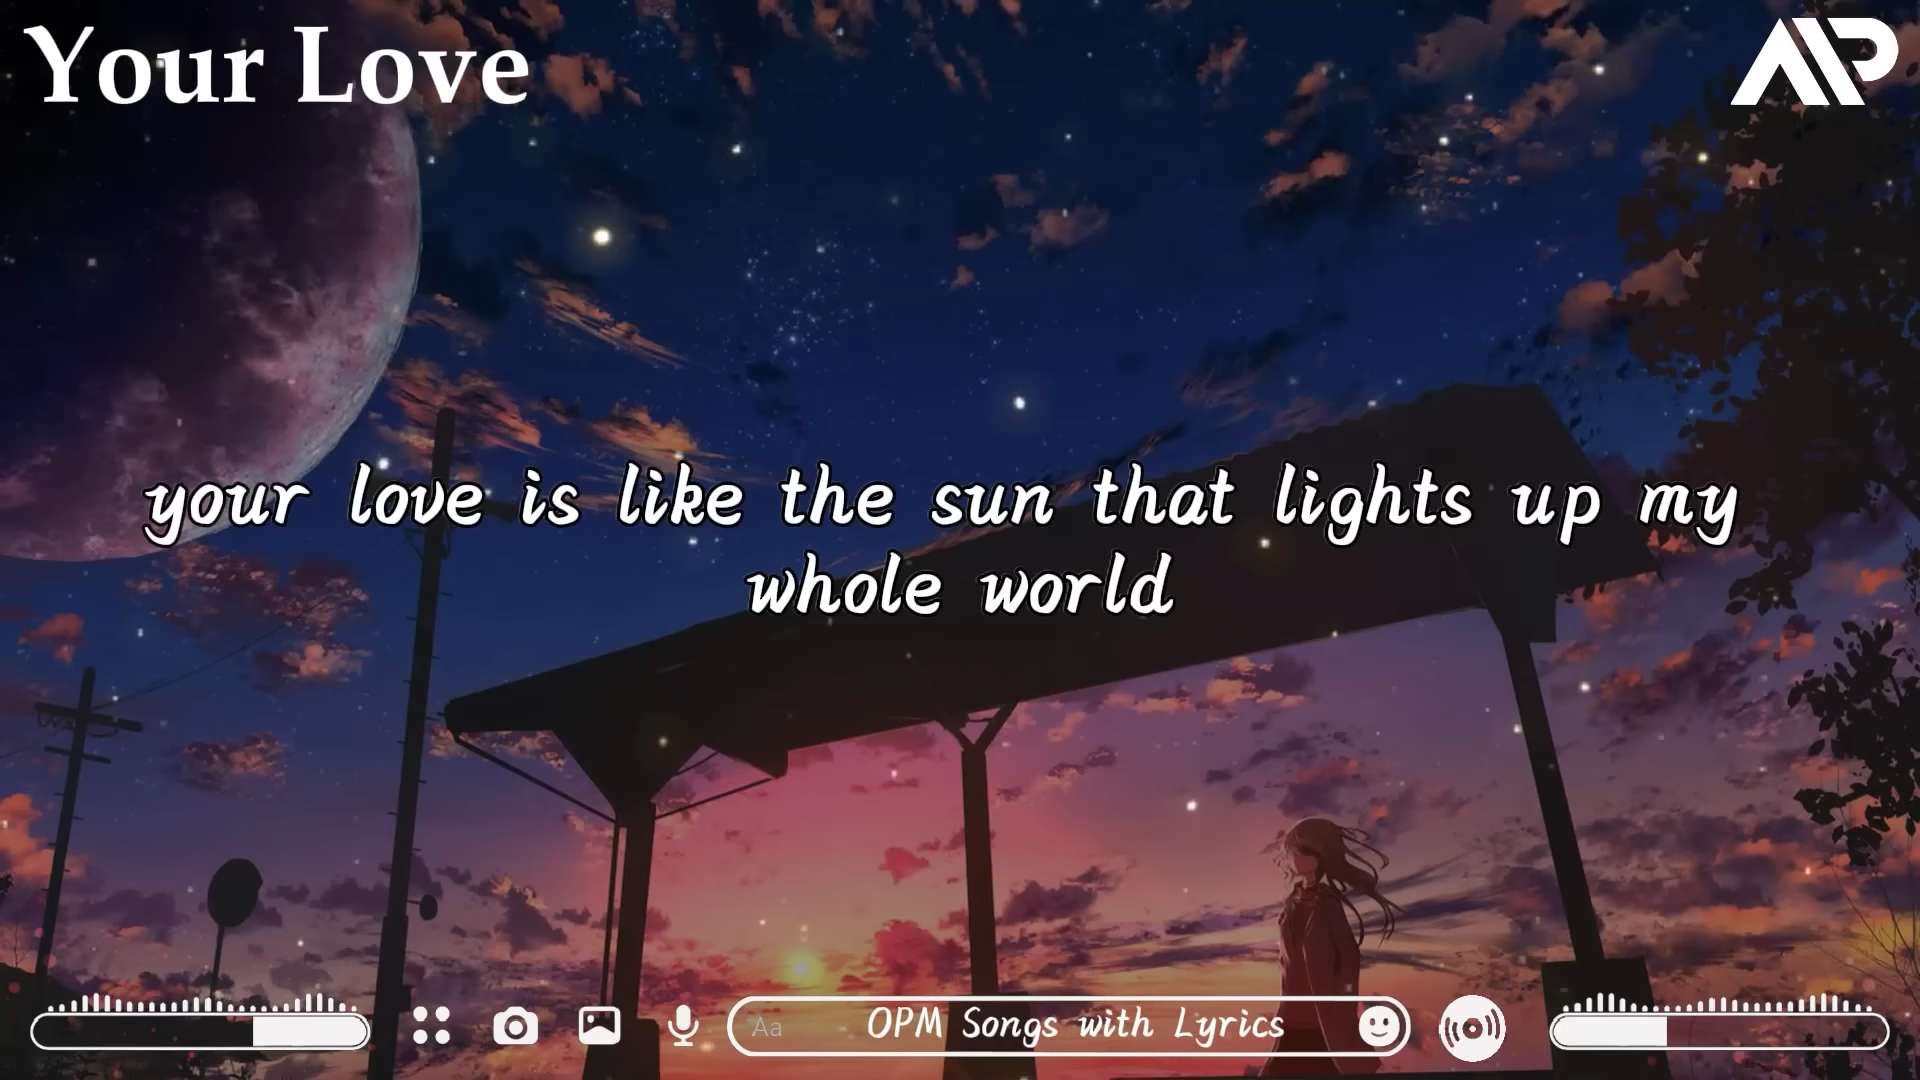 Your Love
AP
your love is like the sun that lights up my
whole world
Aa
OPM Songs with Lyrics